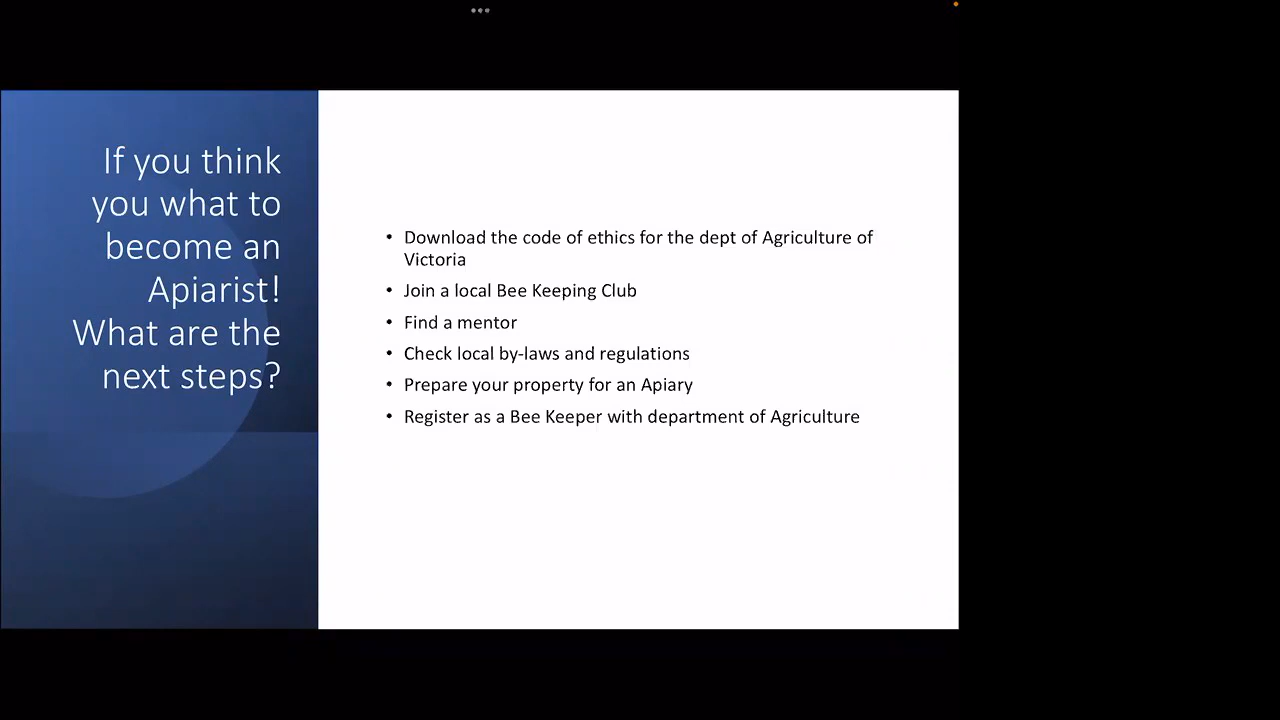 If you think
you what to
become an
Apiarist!
What are the
next steps?
• Download the code of ethics for the dept of Agriculture of
Victoria
• Join a local Bee Keeping Club
• Find a mentor
• Check local by-laws and regulations
• Prepare your property for an Apiary
• Register as a Bee Keeper with department of Agriculture